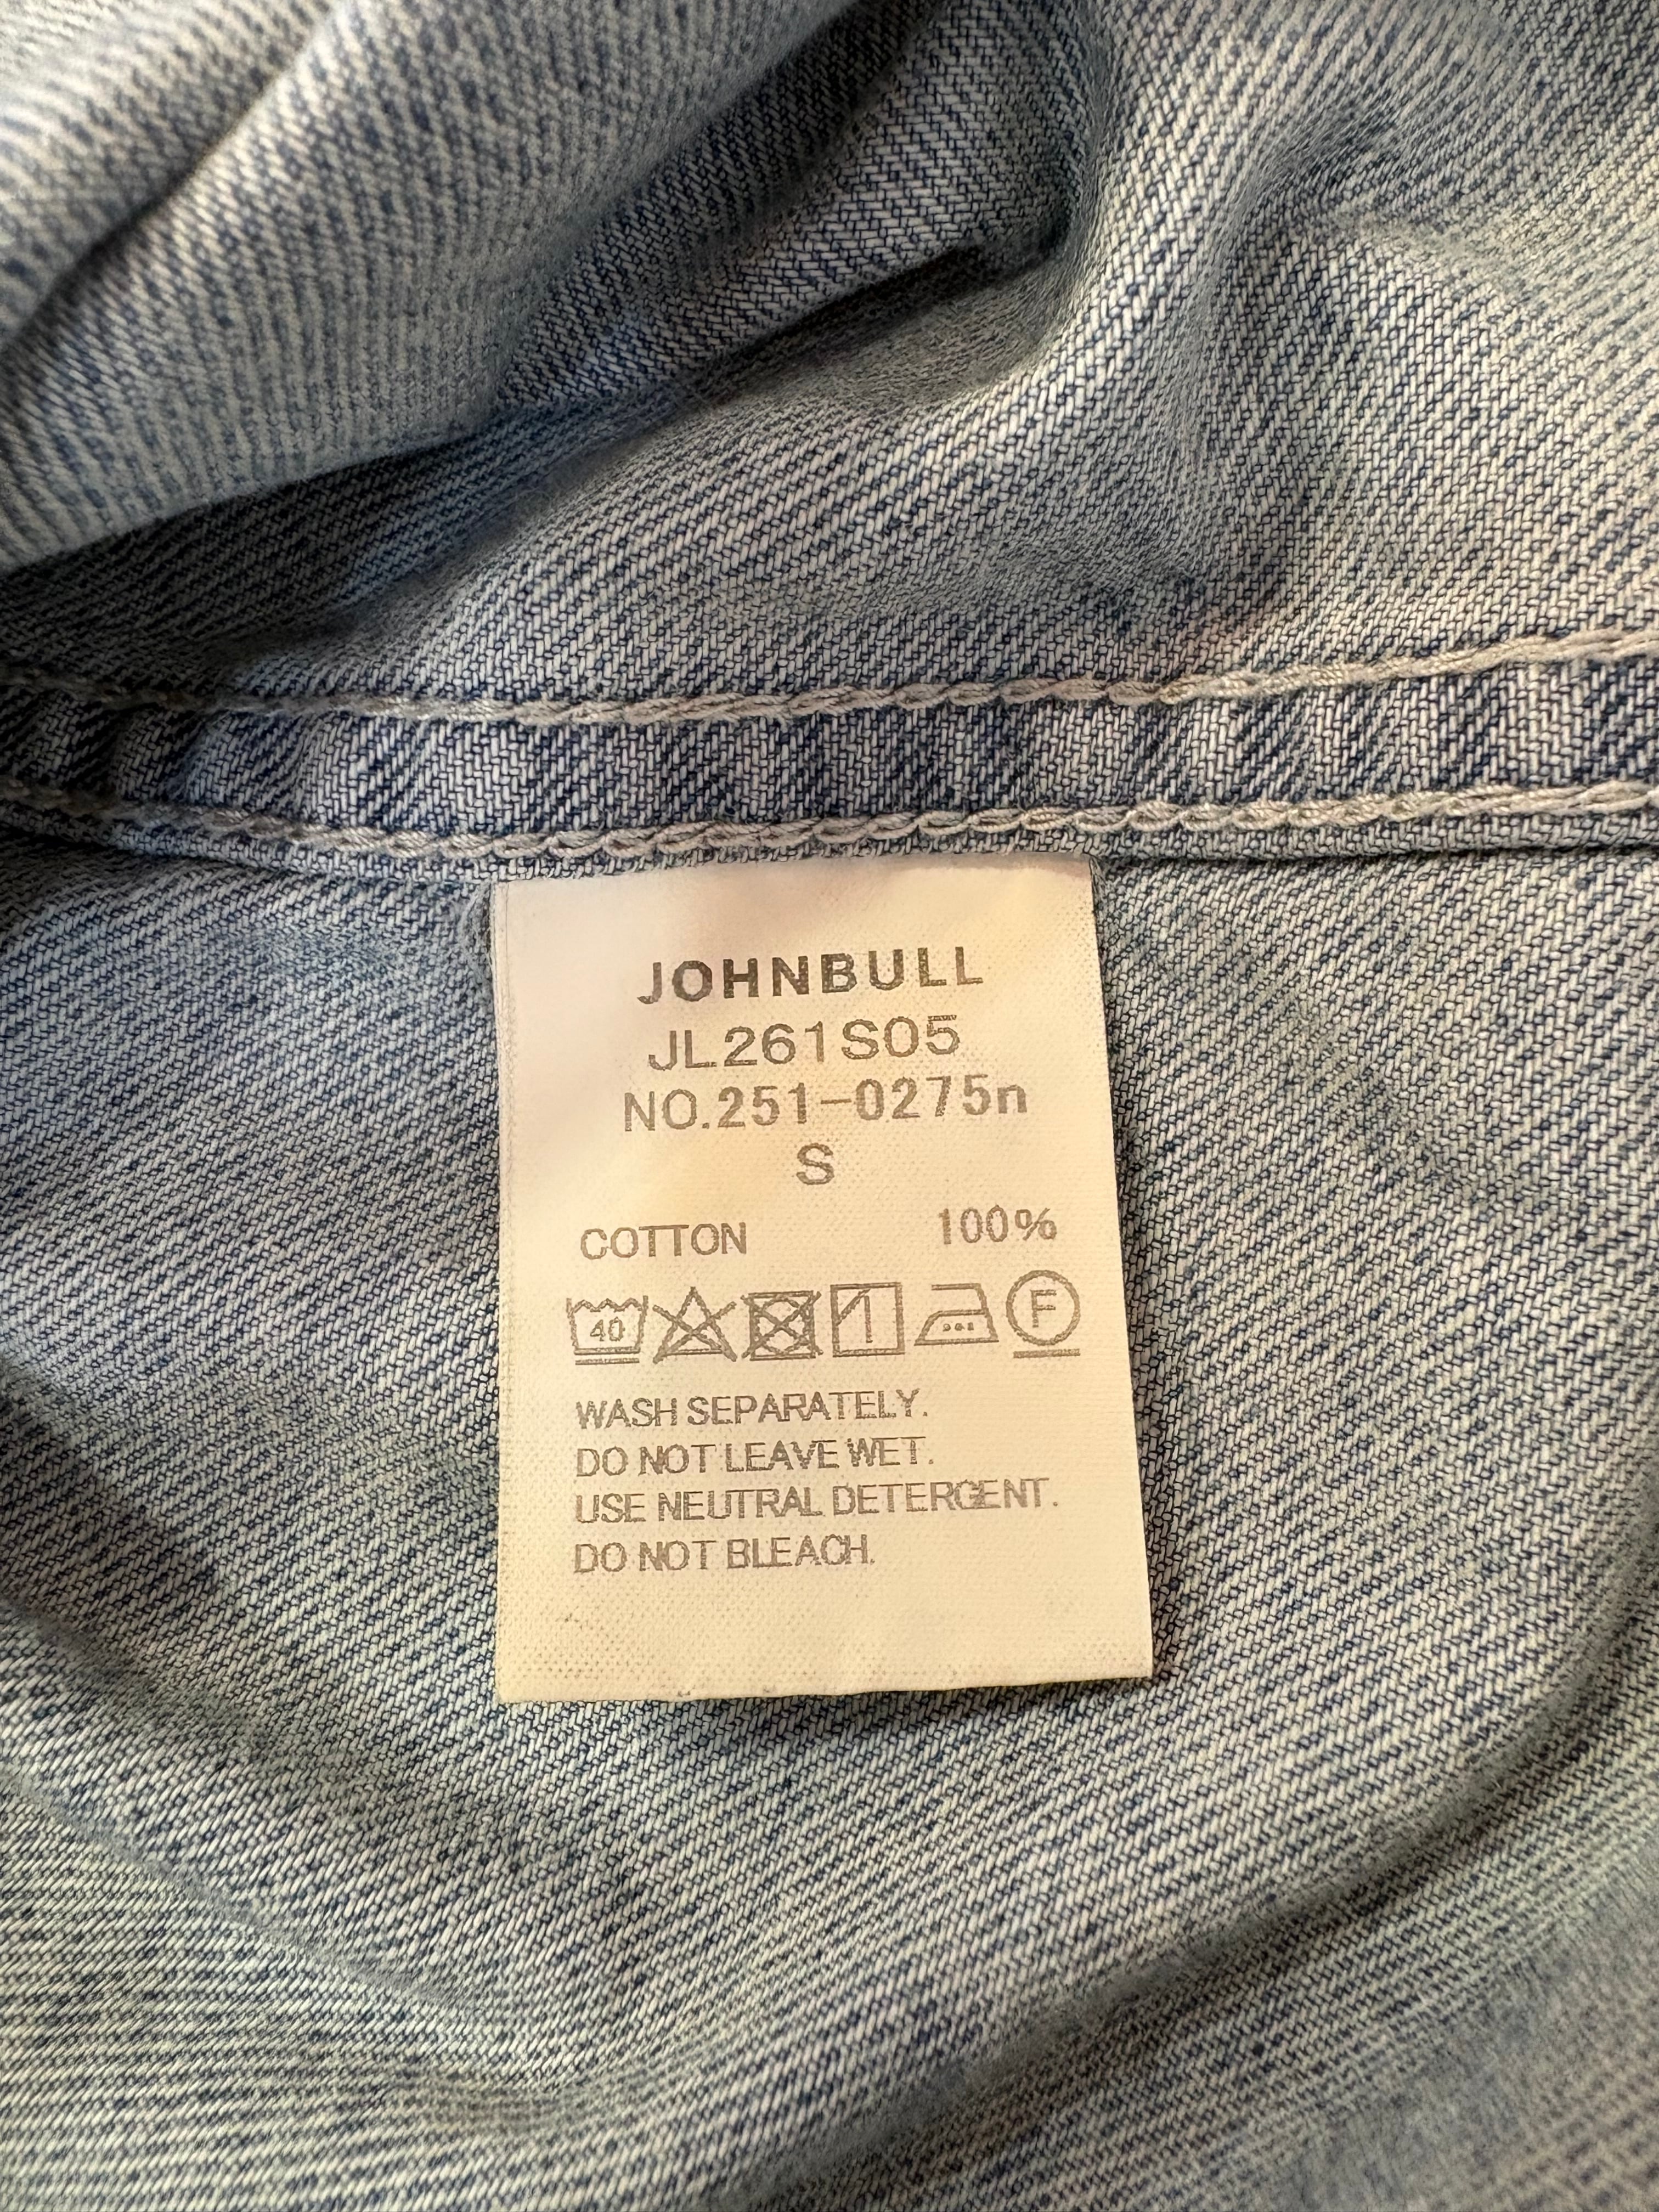 JOHNBULL
JL261S05
NO.251-0275n
S
COTTON 100%
40 F
WASH SEPARATELY.
DO NOT LEAVE WET.
USE NEUTRAL DETERGENT.
DO NOT BLEACH.